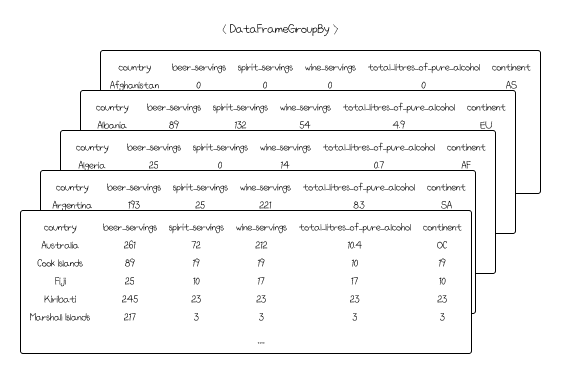 < DataFrameGroupBy >
country beer_servings spirit_servings wine_servings total_litres_of_pure_alcohol continent
Afghanistan 0 0 0 0 AS
country beer_servings spirit_servings wine_servings total_litres_of_pure_alcohol continent
Albania 89 132 54 4.9 EU
country beer_servings spirit_servings wine_servings total_litres_of_pure_alcohol continent
Algeria 25 0 14 0.7 AF
country beer_servings spirit_servings wine_servings total_litres_of_pure_alcohol continent
Argentina 193 25 221 8.3 SA
country beer_servings spirit_servings wine_servings total_litres_of_pure_alcohol continent
Australia 261 72 212 10.4 OC
Cook Islands 89 19 19 10 19
Fiji 25 10 17 17 10
Kiribati 245 23 23 23 23
Marshall Islands 217 3 3 3 3
....